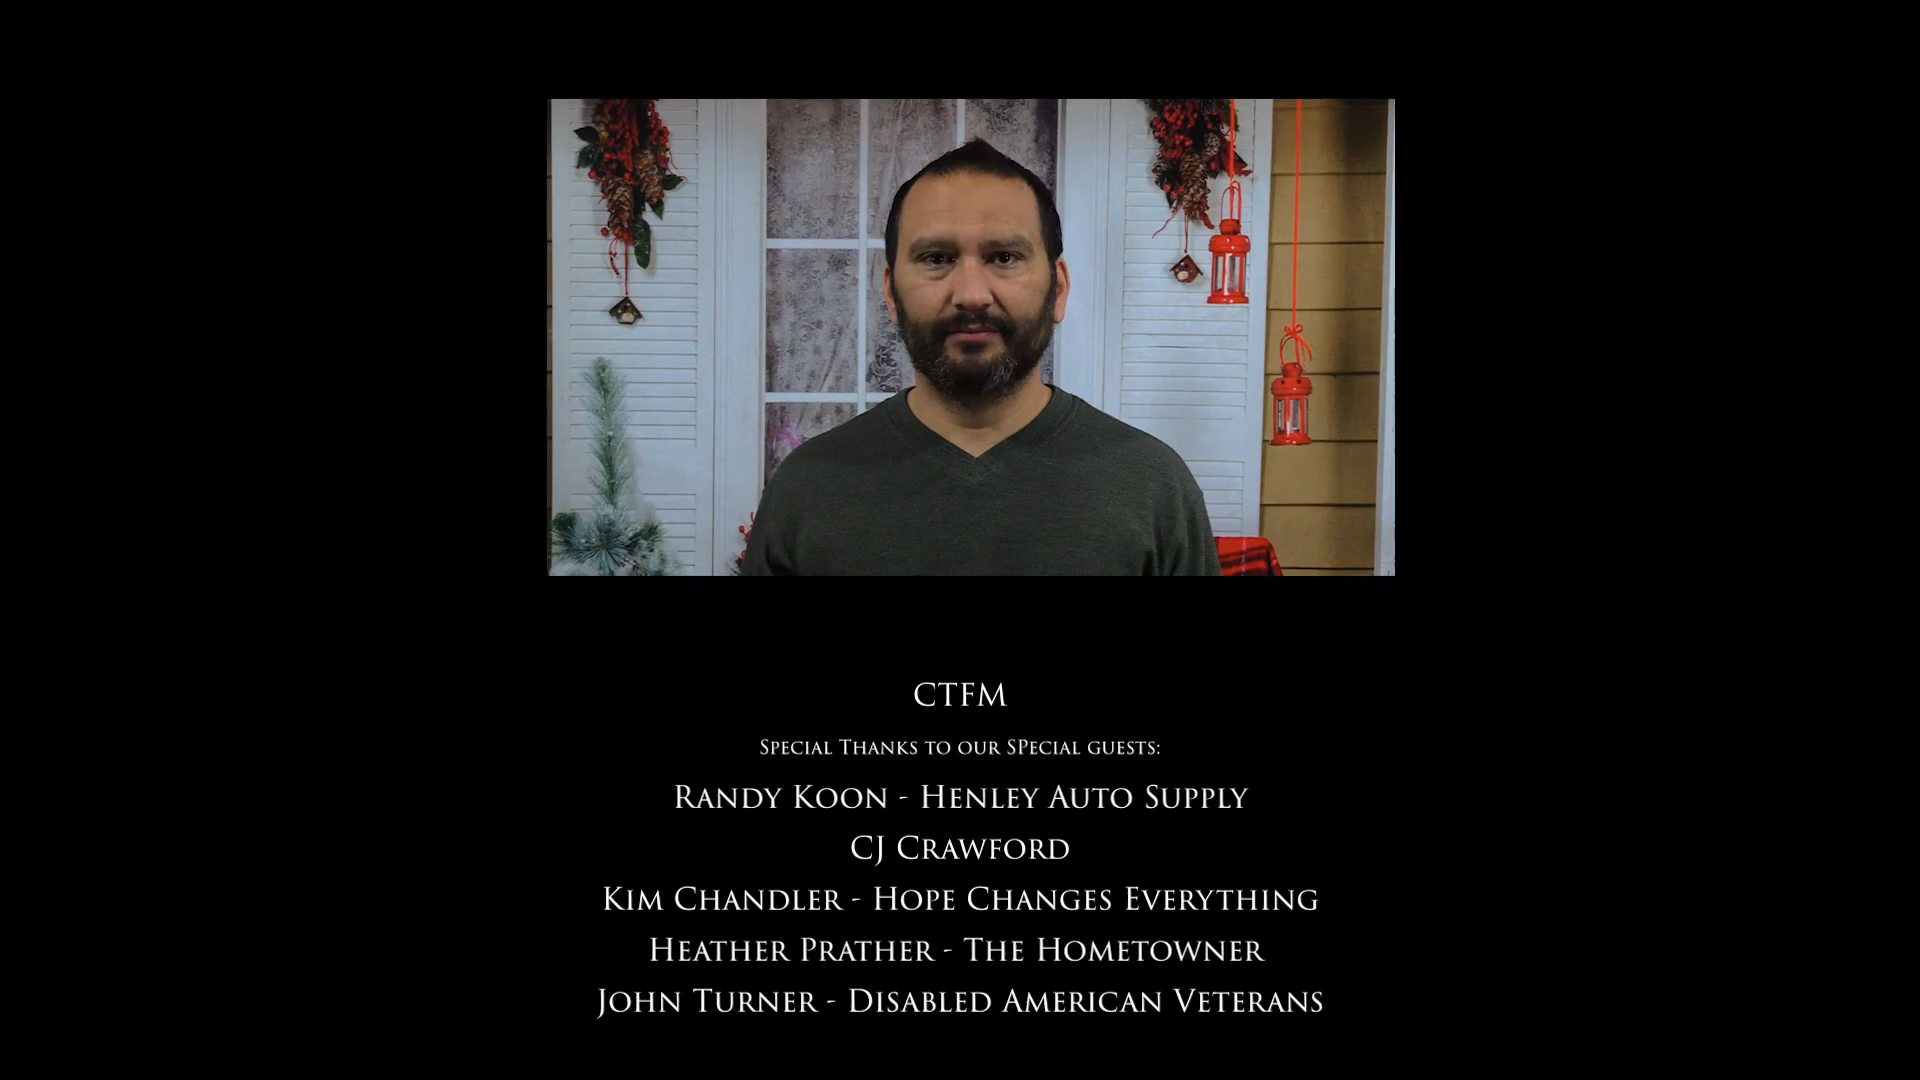 CTFM
Special Thanks to our SPecial guests:
Randy Koon - Henley Auto Supply
CJ Crawford
Kim Chandler - Hope Changes Everything
Heather Prather - The Hometowner
John Turner - Disabled American Veterans